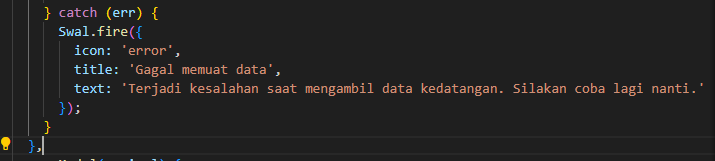 } catch (err) {
Swal.fire({
icon: 'error',
title: 'Gagal memuat data',
text: 'Terjadi kesalahan saat mengambil data kedatangan. Silakan coba lagi nanti.'
});
}
},